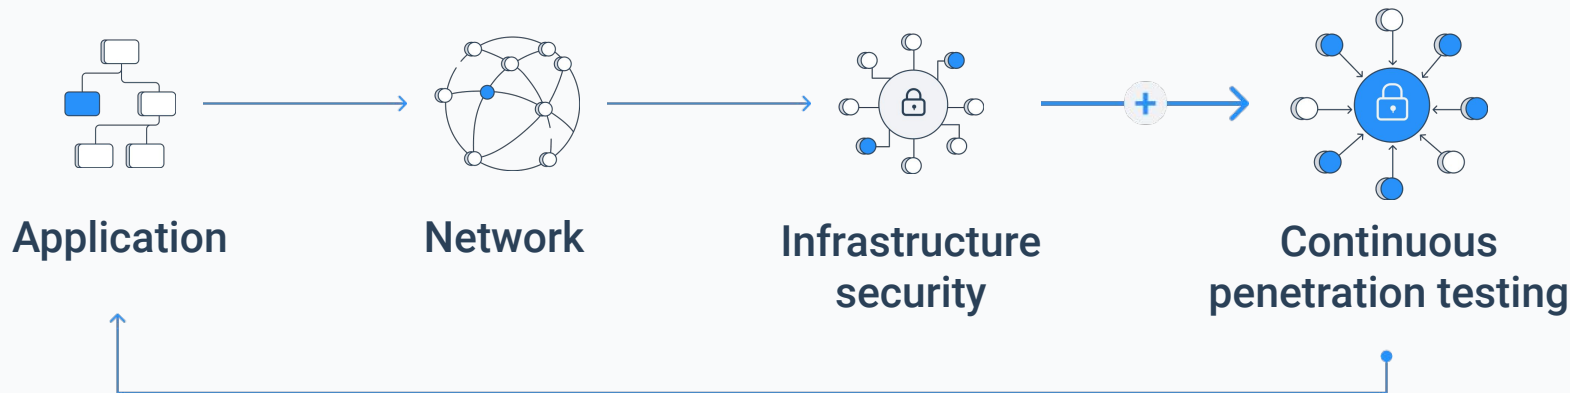 Application
Network
Infrastructure
security
Continuous
penetration testing